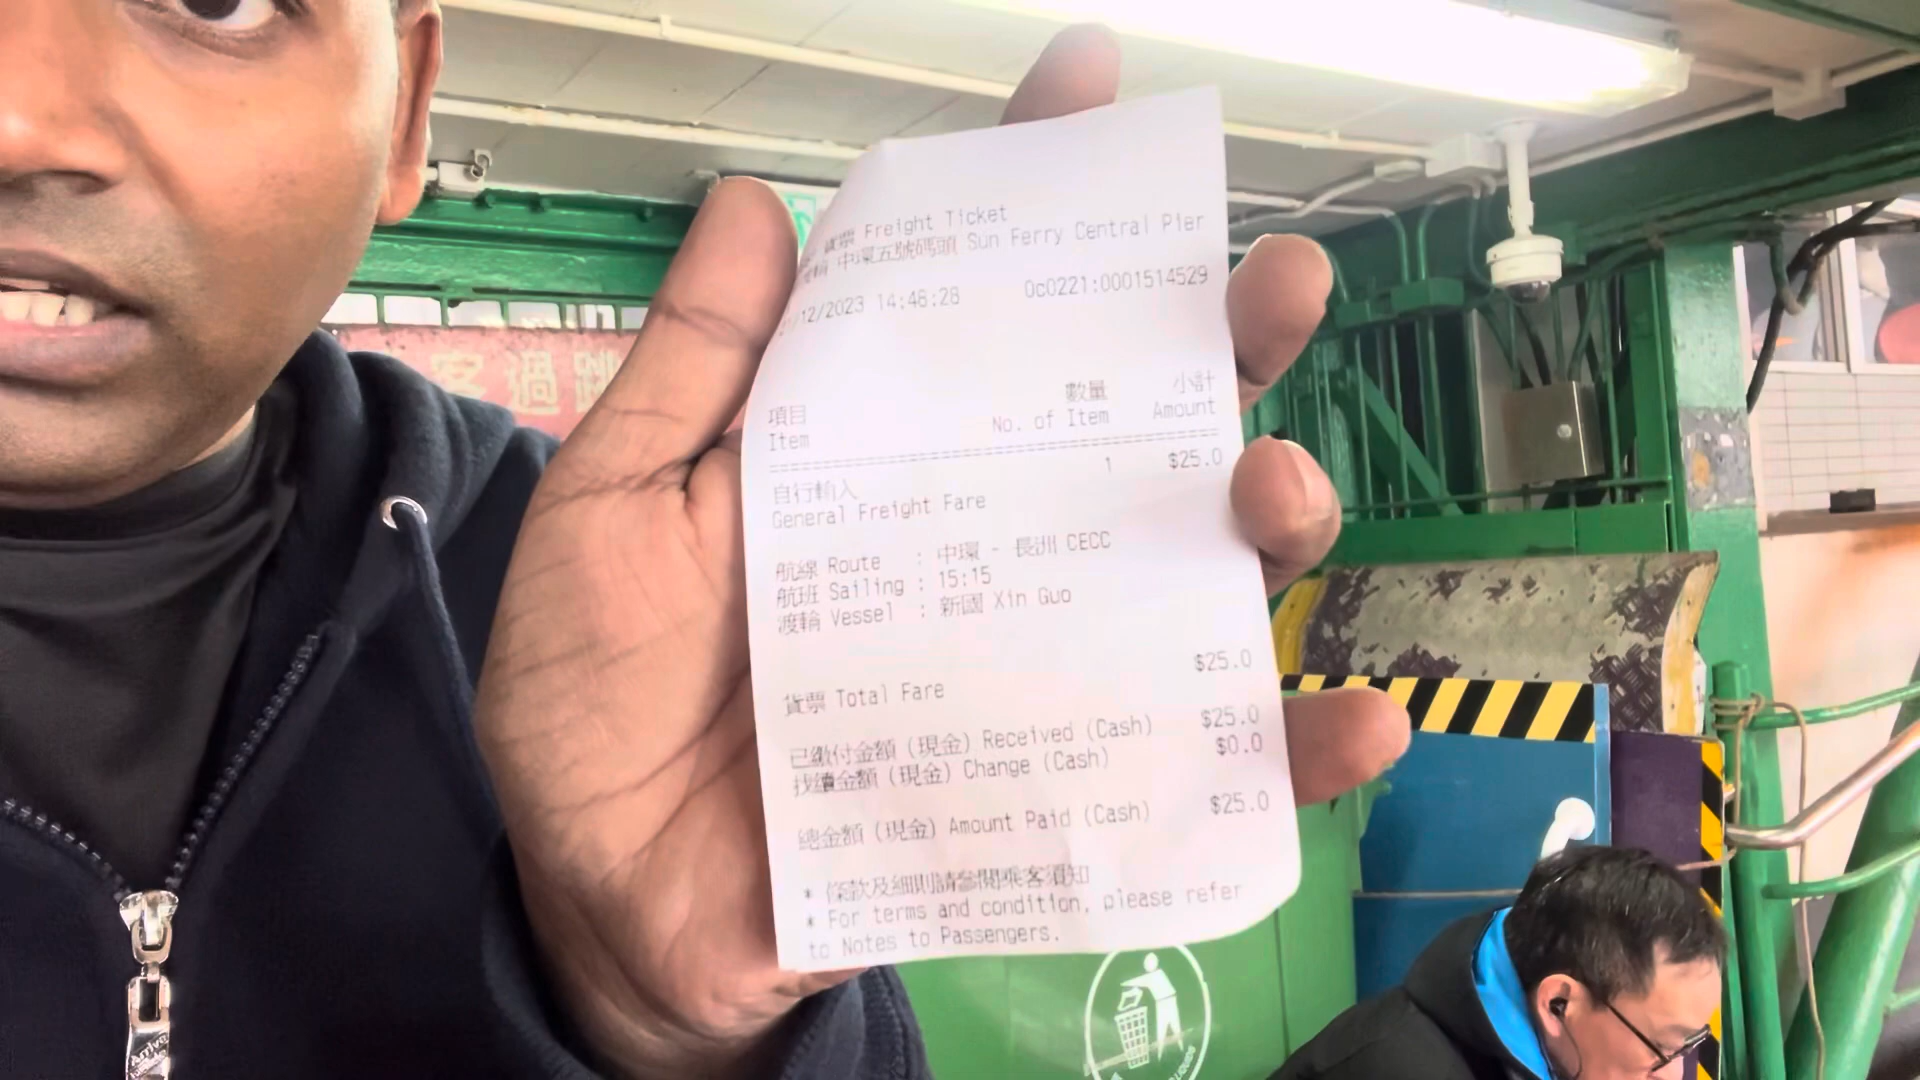 貨票 Freight Ticket
中環五號碼頭 Sun Ferry Central Pier
/12/2023 14:48:28 0c0221:0001514529
項目 數量 小計
Item No. of Item Amount
自行輸入 1 $25.0
General Freight Fare
航線 Route : 中環 - 長洲 CECC
航班 Sailing : 15:15
渡輪 Vessel : 新國 Xin Guo
$25.0
貨票 Total Fare
已繳付金額 (現金) Received (Cash) $25.0
找續金額 (現金) Change (Cash) $0.0
總金額 (現金) Amount Paid (Cash) $25.0
* 條款及細則請參閱乘客須知
* For terms and condition, please refer
to Notes to Passengers.
客過跳